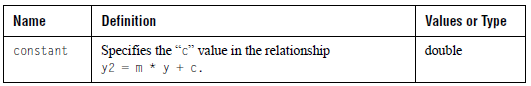 Name Definition Values or Type
constant Specifies the “c” value in the relationship double
y2 = m * y + c.